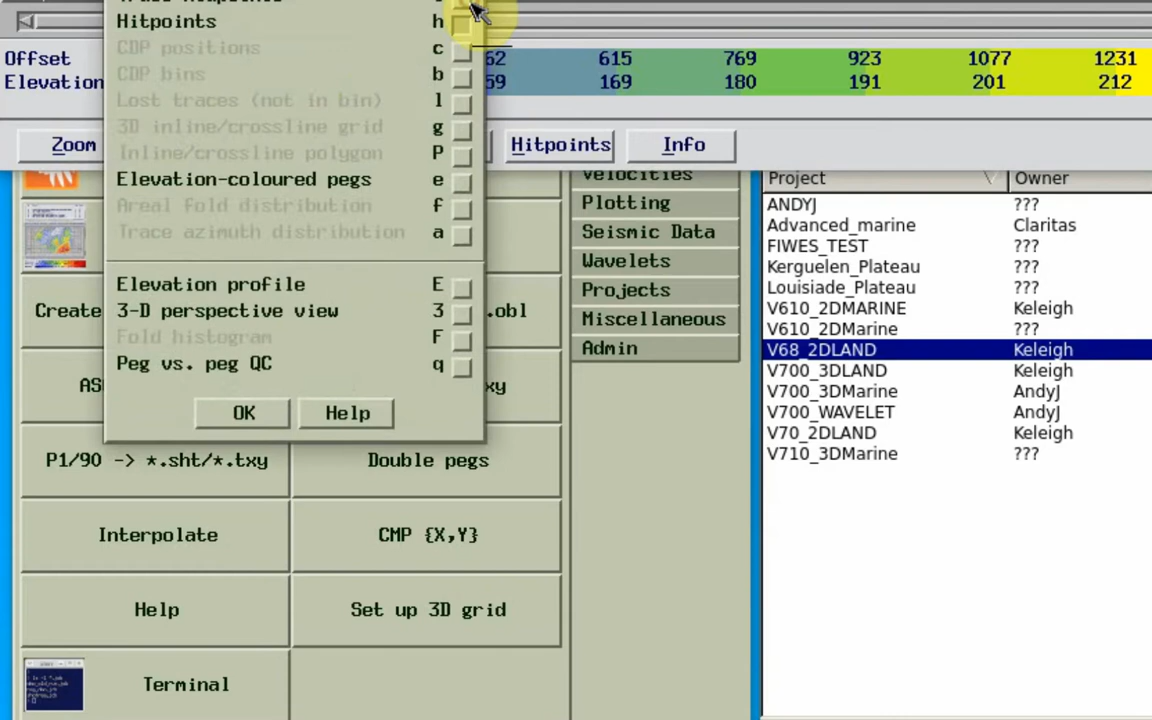 Hitpoints h
CDP positions c
CDP bins b
Lost traces (not in bin) l
3D inline/crossline grid g
Inline/crossline polygon P
Elevation-coloured pegs e
Areal fold distribution f
Trace azimuth distribution a
Elevation profile E
3-D perspective view 3
Fold histogram F
Peg vs. peg QC q
OK Help
Offset 62 615 769 923 1077 1231
Elevation 59 169 180 191 201 212
Zoom Hitpoints Info
Create .obl
AS xy
P1/90 -> *.sht/*.txy Double pegs
Interpolate CMP {X,Y}
Help Set up 3D grid
Terminal
Velocities
Plotting
Seismic Data
Wavelets
Projects
Miscellaneous
Admin
Project Owner
ANDYJ ???
Advanced_marine Claritas
FIWES_TEST ???
Kerguelen_Plateau ???
Louisiade_Plateau ???
V610_2DMARINE Keleigh
V610_2DMarine ???
V68_2DLAND Keleigh
V700_3DLAND Keleigh
V700_3DMarine AndyJ
V700_WAVELET AndyJ
V70_2DLAND Keleigh
V710_3DMarine ???